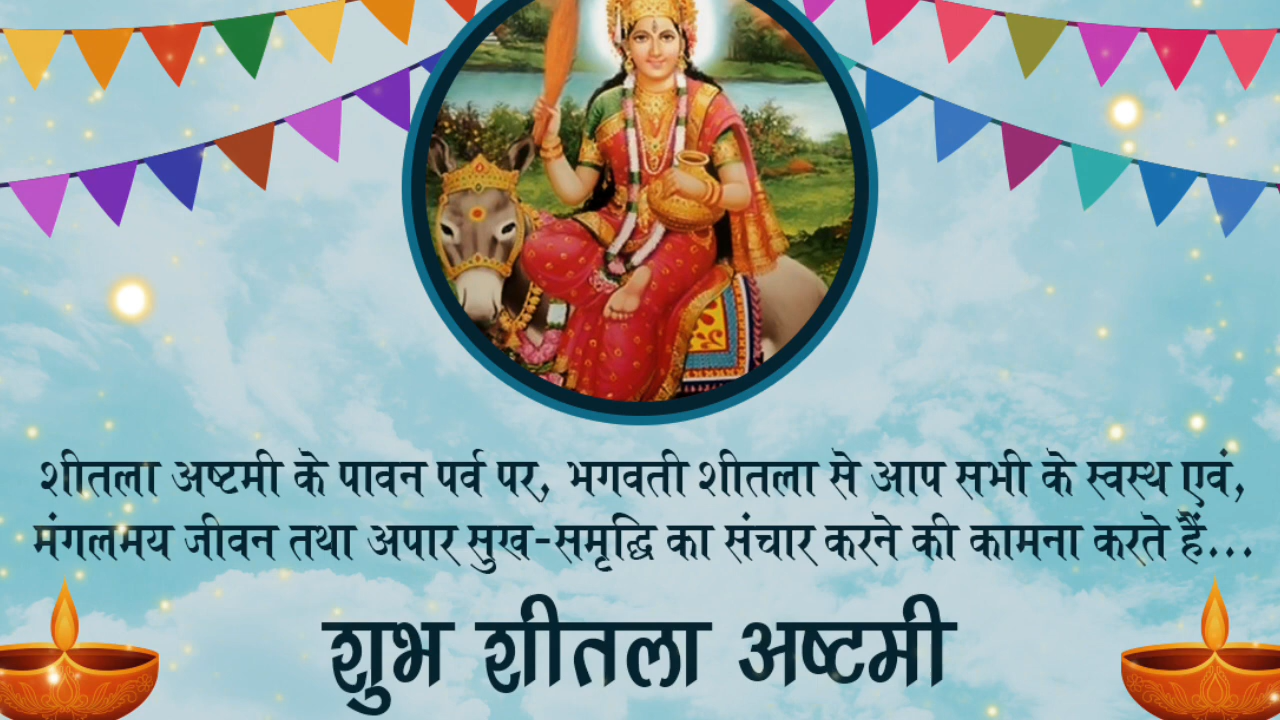 शीतला अष्टमी के पावन पर्व पर, भगवती शीतला से आप सभी के स्वस्थ एवं,
मंगलमय जीवन तथा अपार सुख-समृद्धि का संचार करने की कामना करते हैं...
शुभ शीतला अष्टमी